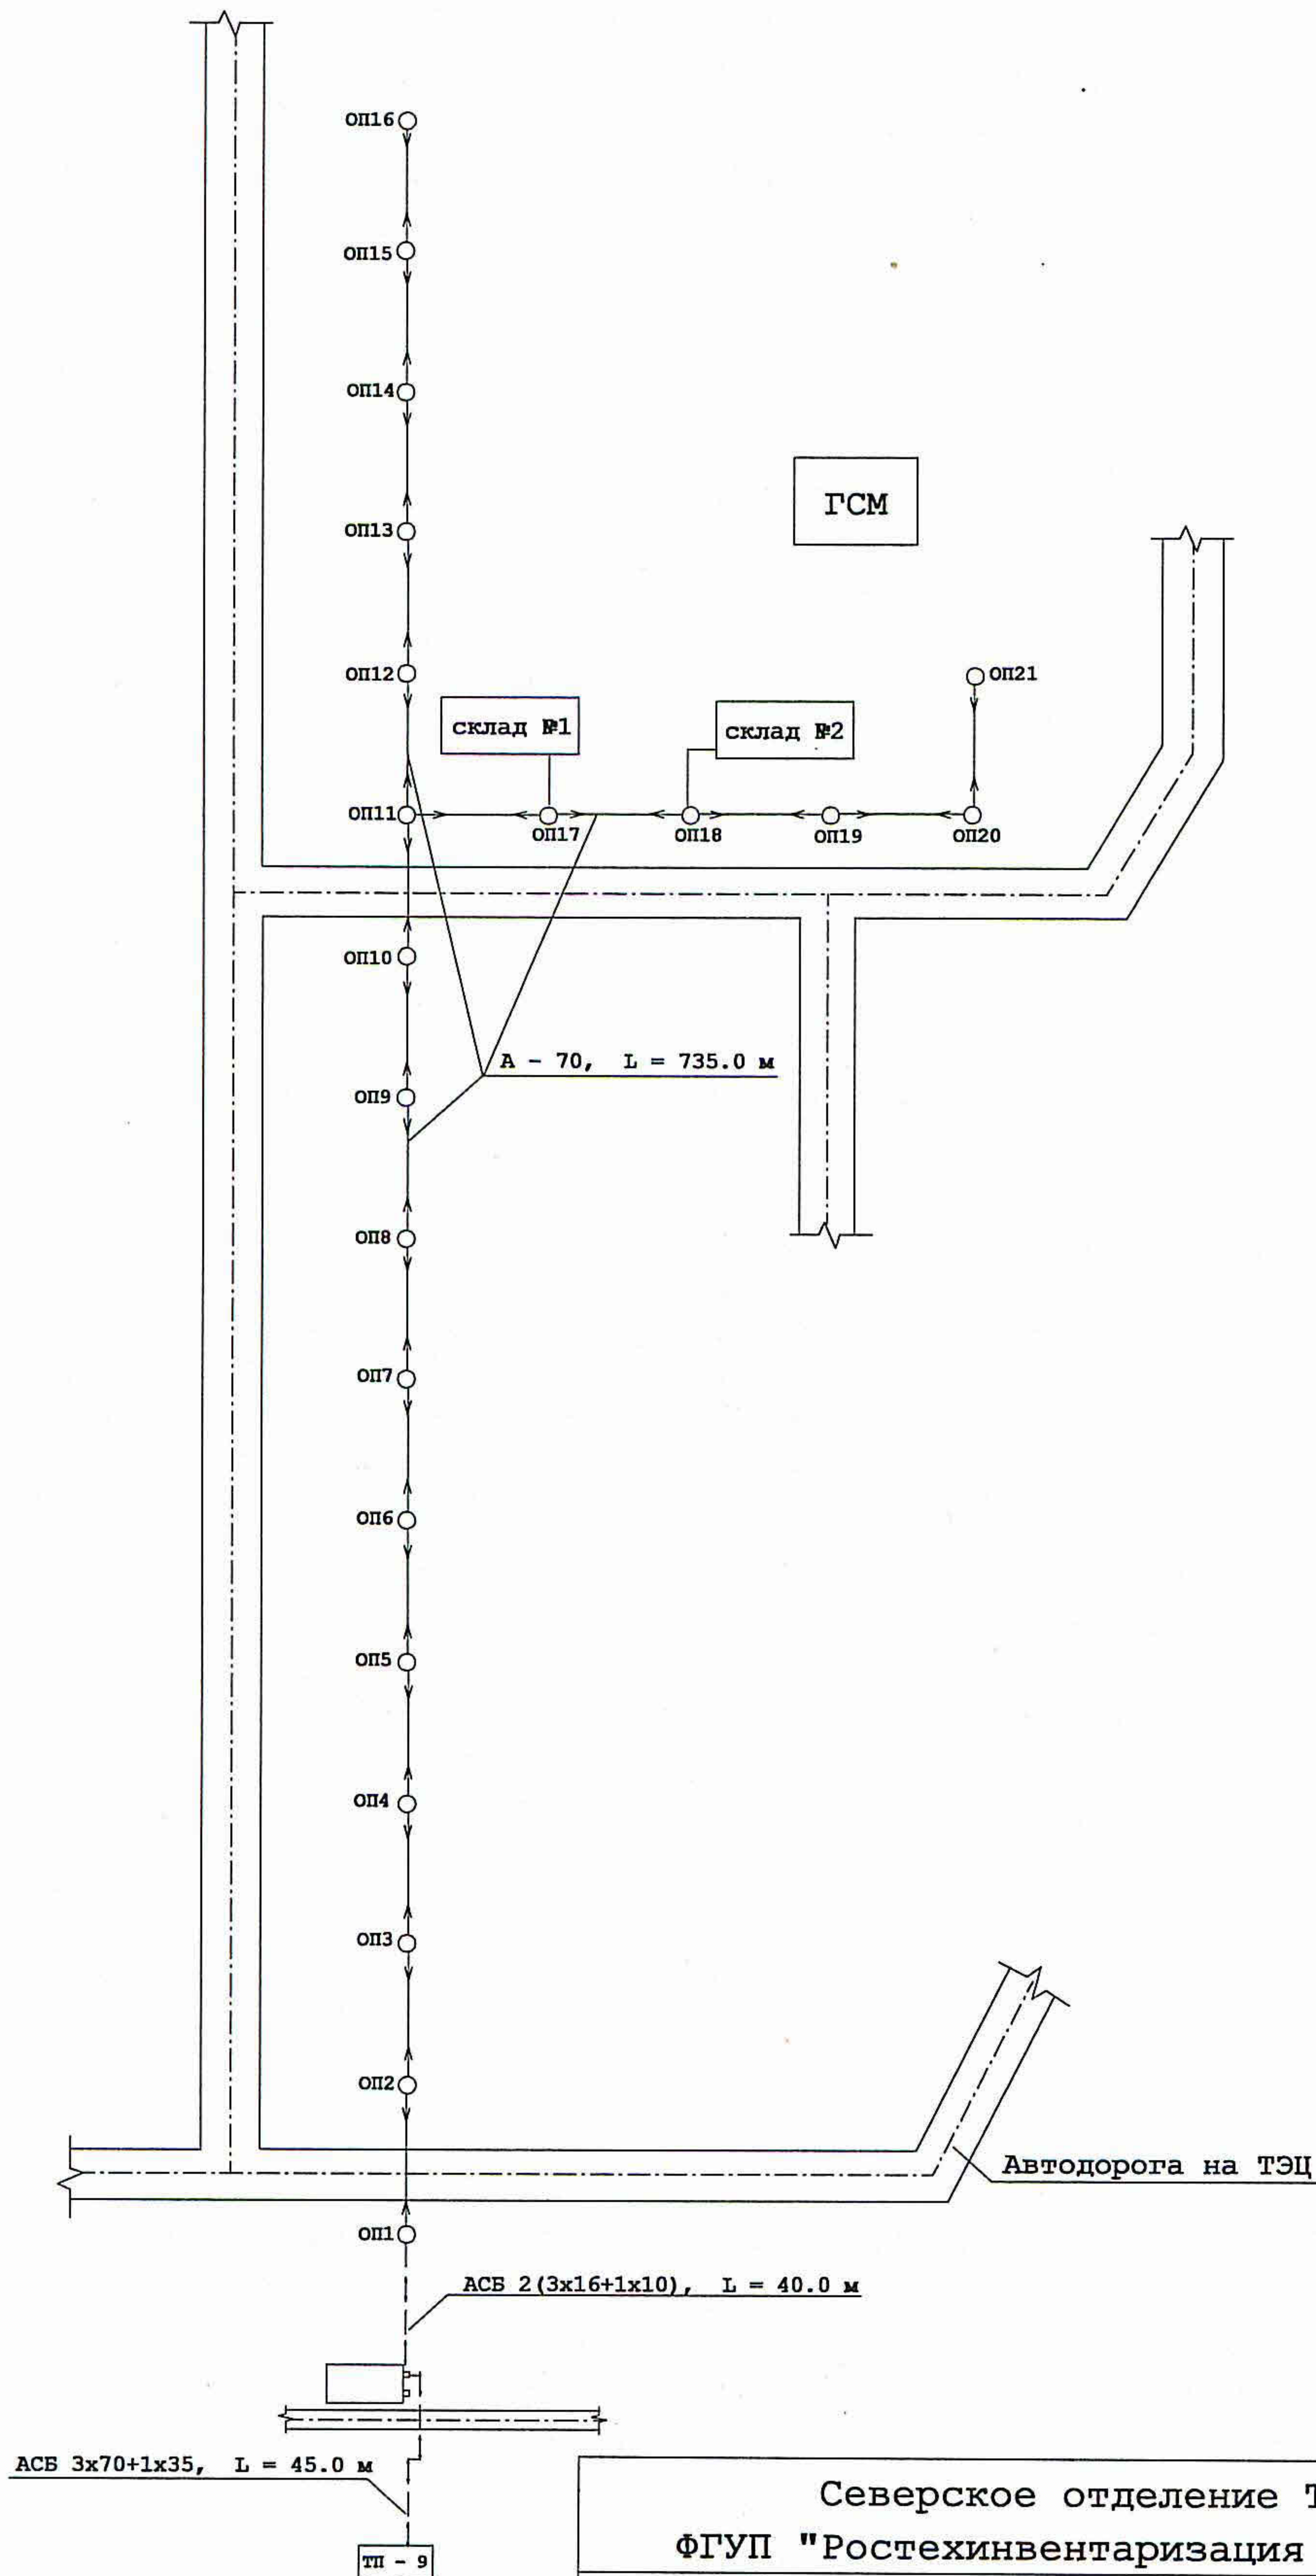 ОП16
ОП15
ОП14
ГСМ
ОП13
ОП12
ОП21
склад №1
склад №2
ОП11
ОП17
ОП18
ОП19
ОП20
ОП10
А - 70, L = 735.0 м
ОП9
ОП8
ОП7
ОП6
ОП5
ОП4
ОП3
ОП2
Автодорога на ТЭЦ
ОП1
АСБ 2(3х16+1х10), L = 40.0 м
АСБ 3х70+1х35, L = 45.0 м
Северское отделение
ФГУП "Ростехинвентаризация
ТП - 9